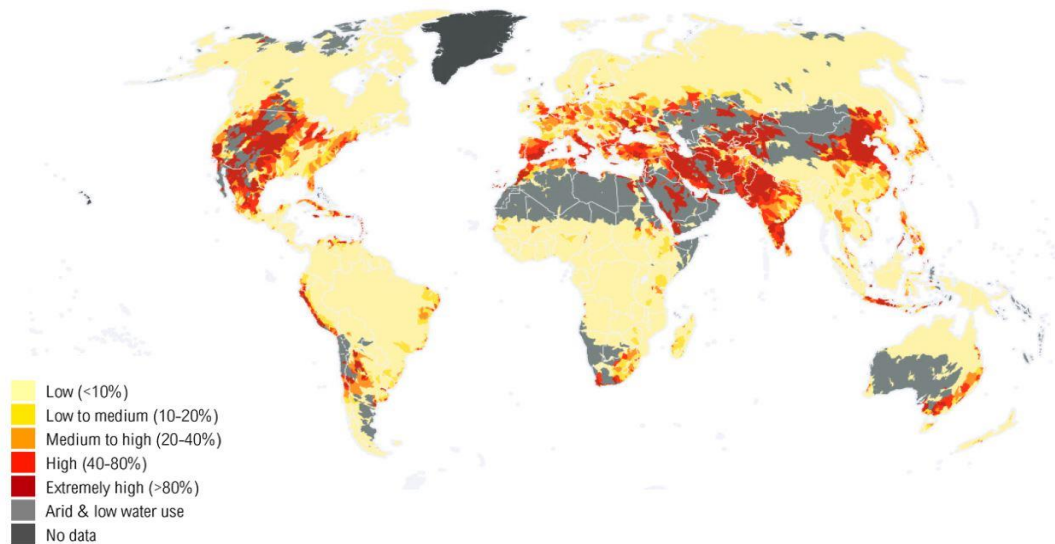 Low (<10%)
Low to medium (10-20%)
Medium to high (20-40%)
High (40-80%)
Extremely high (>80%)
Arid & low water use
No data